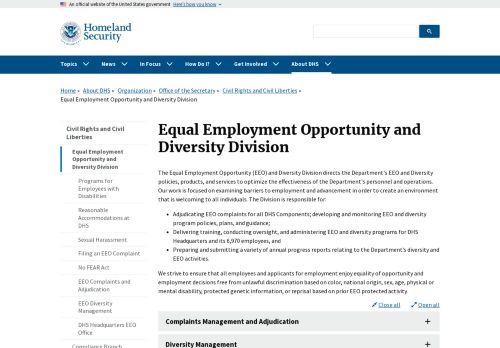 An official website of the United States government Here's how you know
Homeland
Security
Topics News In Focus How Do I? Get Involved About DHS
Home About DHS Organization Office of the Secretary Civil Rights and Civil Liberties
Equal Employment Opportunity and Diversity Division
Civil Rights and Civil
Liberties
Equal Employment
Opportunity and
Diversity Division
Programs for
Employees with
Disabilities
Reasonable
Accommodations at
DHS
Sexual Harassment
Filing an EEO Complaint
No FEAR Act
EEO Complaints and
Adjudication
EEO Diversity
Management
DHS Headquarters EEO
Office
Compliance Branch
Equal Employment Opportunity and
Diversity Division
The Equal Employment Opportunity (EEO) and Diversity Division directs the Department's EEO and Diversity
policies, products, and services to optimize the effectiveness of the Department's personnel and operations.
Our work is focused on examining barriers to employment and advancement in order to create an environment
that is welcoming to all individuals. The Division is responsible for:
• Adjudicating EEO complaints for all DHS Components; developing and monitoring EEO and diversity
program policies, plans, and guidance;
• Delivering training, conducting oversight, and administering EEO and diversity programs for DHS
Headquarters and its 6,970 employees, and
• Preparing and submitting a variety of annual progress reports relating to the Department's diversity and
EEO activities.
We strive to ensure that all employees and applicants for employment enjoy equality of opportunity and
employment decisions free from unlawful discrimination based on color, national origin, sex, age, physical or
mental disability, protected genetic information, or reprisal based on prior EEO protected activity.
Close all Open all
Complaints Management and Adjudication +
Diversity Management +